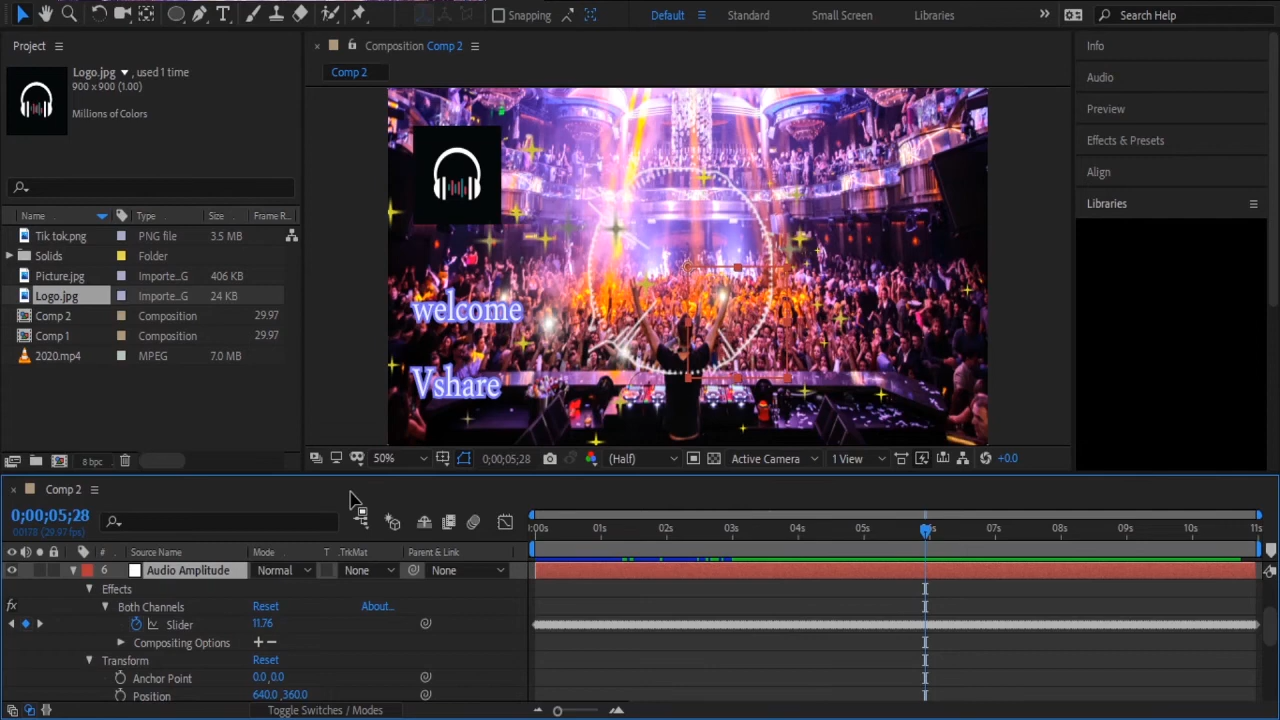 Snapping
Default
Standard
Small Screen
Libraries
Search Help
Project
Logo.jpg , used 1 time
900 x 900 (1.00)
Millions of Colors
Composition Comp 2
Comp 2
Info
Audio
Preview
Effects & Presets
Align
Libraries
Name Type Size Frame R...
Tik tok.png PNG file 3.5 MB
Solids Folder
Picture.jpg Importe...G 406 KB
Logo.jpg Importe...G 24 KB
Comp 2 Composition 29.97
Comp 1 Composition 29.97
2020.mp4 MPEG 7.0 MB
welcome
Vshare
8 bpc
50% 0;00;05;28 (Half) Active Camera 1 View +0.0
Comp 2
0;00;05;28
00178 (29.97 fps)
:00s 01s 02s 03s 04s 05s 07s 08s 09s 10s 11s
# Source Name Mode T .TrkMat Parent & Link
6 Audio Amplitude Normal None None
Effects
fx Both Channels Reset About...
Slider 11.76
Compositing Options + −
Transform Reset
Anchor Point 0.0,0.0
Position 640.0,360.0
Toggle Switches / Modes